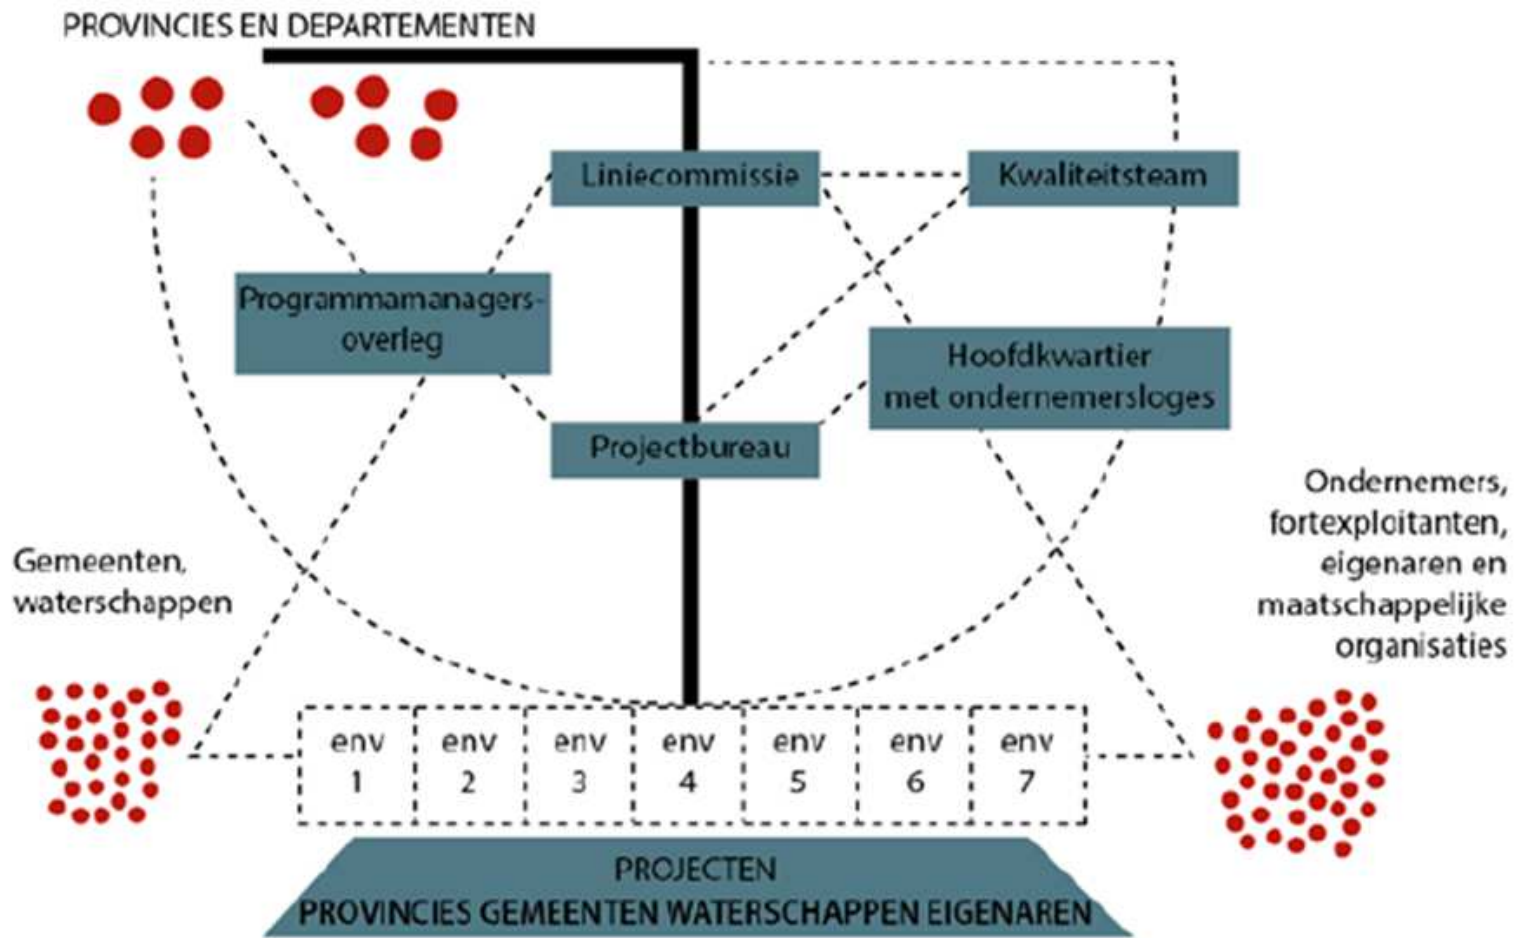 PROVINCIES EN DEPARTEMENTEN
Liniecommissie
Kwaliteitsteam
Programmamanagers-
overleg
Hoofdkwartier
met ondernemersloges
Projectbureau
Gemeenten,
waterschappen
Ondernemers,
fortexploitanten,
eigenaren en
maatschappelijke
organisaties
env env env env env env env
1 2 3 4 5 6 7
PROJECTEN
PROVINCIES GEMEENTEN WATERSCHAPPEN EIGENAREN